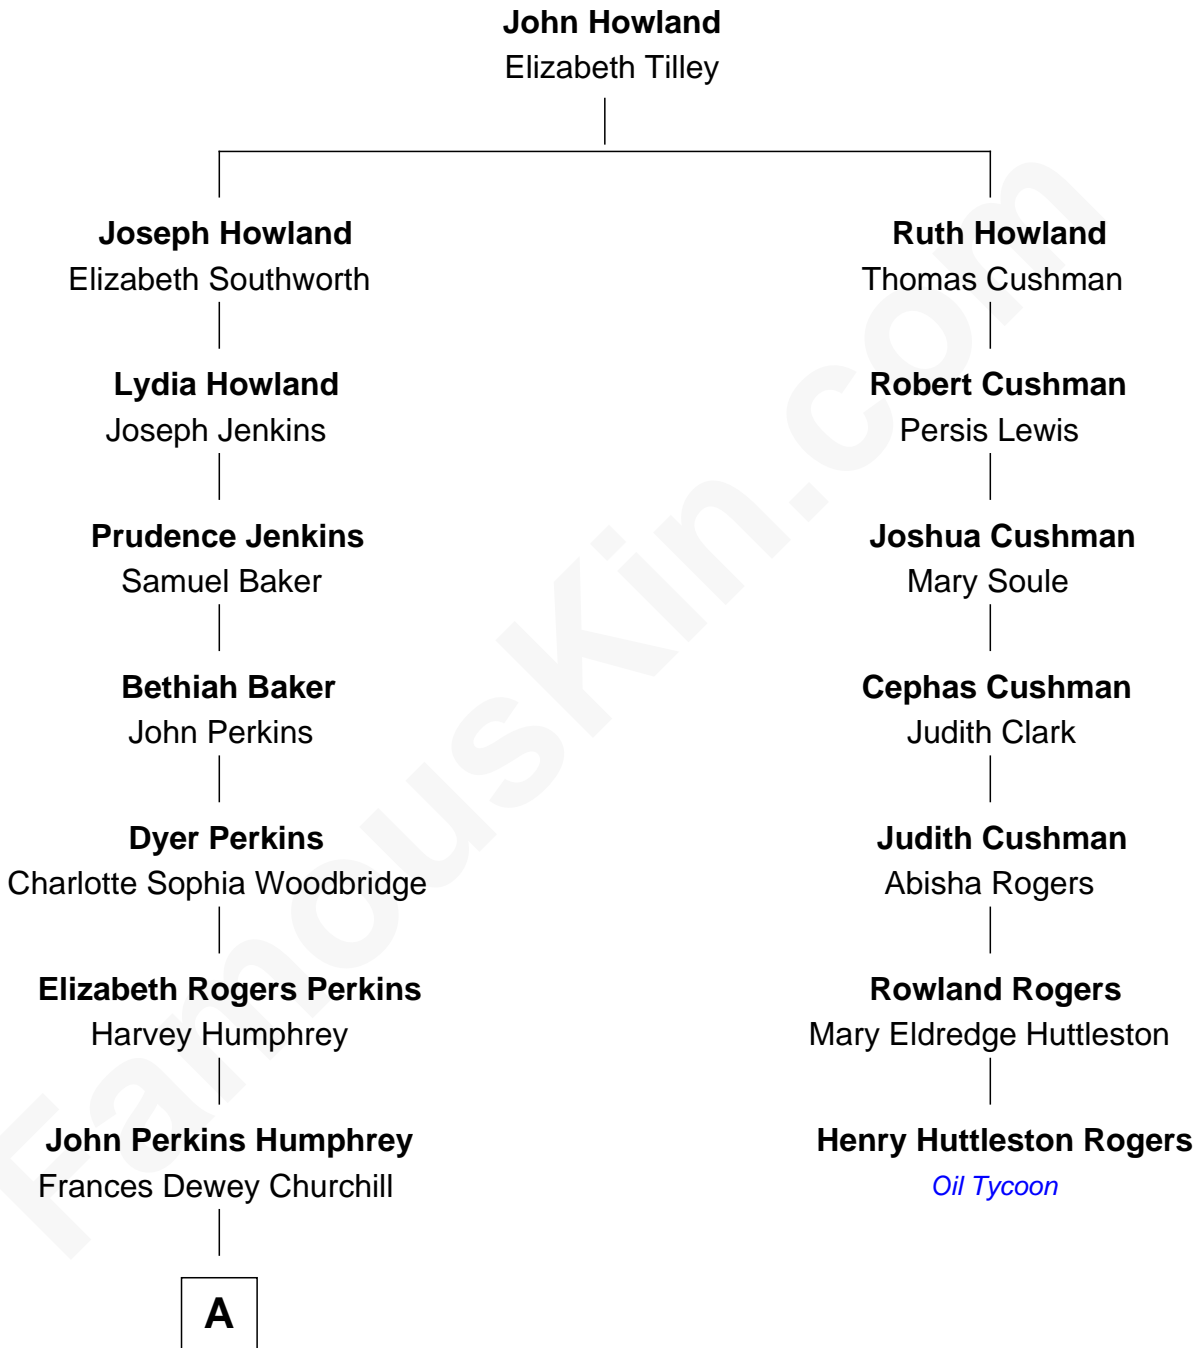 John Howland
Elizabeth Tilley
Joseph Howland
Elizabeth Southworth
Lydia Howland
Joseph Jenkins
Prudence Jenkins
Samuel Baker
Bethiah Baker
John Perkins
Dyer Perkins
Charlotte Sophia Woodbridge
Elizabeth Rogers Perkins
Harvey Humphrey
John Perkins Humphrey
Frances Dewey Churchill
A
Ruth Howland
Thomas Cushman
Robert Cushman
Persis Lewis
Joshua Cushman
Mary Soule
Cephas Cushman
Judith Clark
Judith Cushman
Abisha Rogers
Rowland Rogers
Mary Eldredge Huttleston
Henry Huttleston Rogers
Oil Tycoon
FamousKin.com